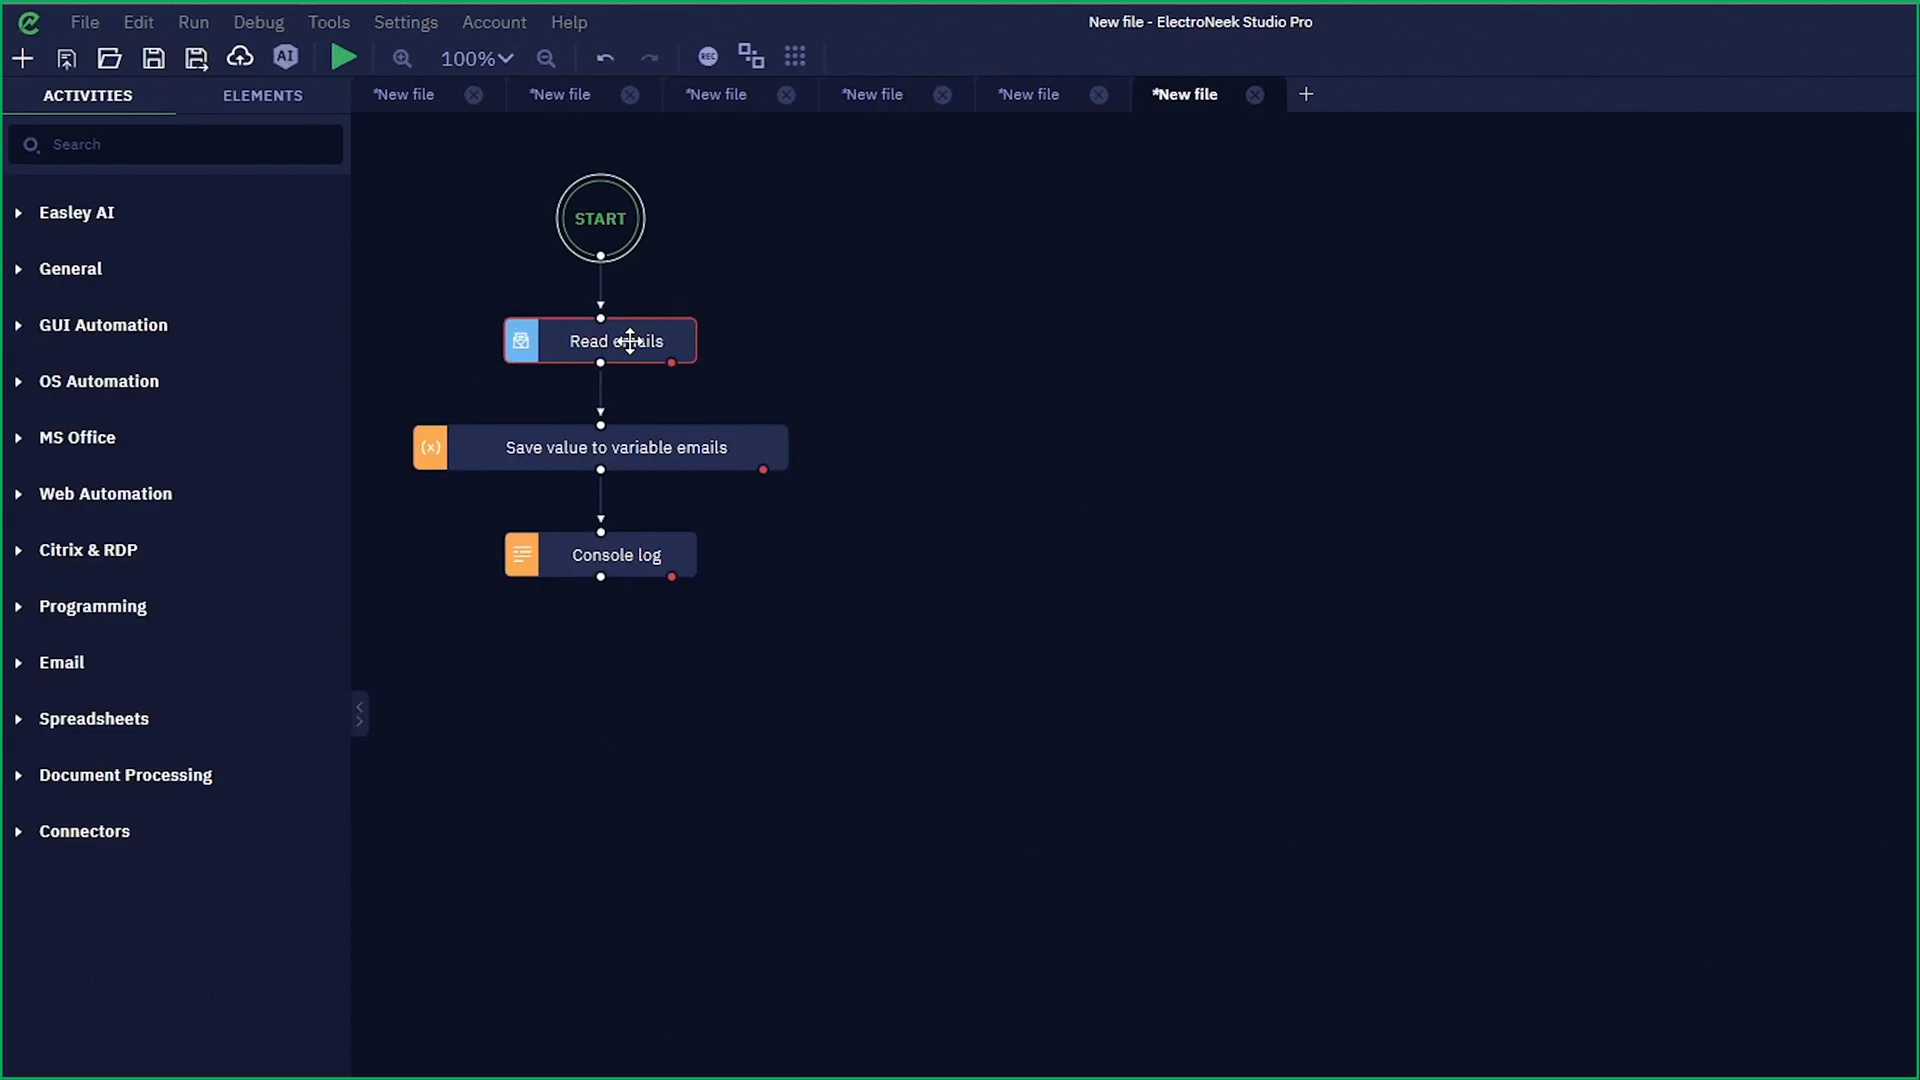 File Edit Run Debug Tools Settings Account Help
New file - ElectroNeek Studio Pro
AI
100%
REC
ACTIVITIES
ELEMENTS
*New file
*New file
*New file
*New file
*New file
*New file
Search
Easley AI
General
GUI Automation
OS Automation
MS Office
Web Automation
Citrix & RDP
Programming
Email
Spreadsheets
Document Processing
Connectors
START
Read emails
(x)
Save value to variable emails
Console log